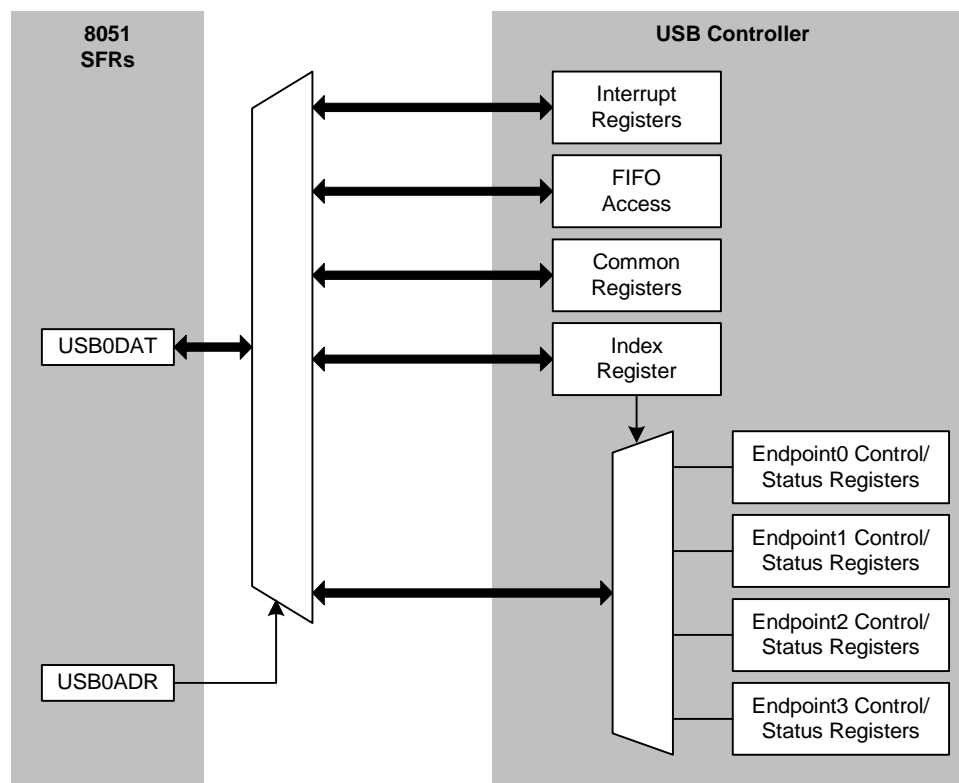 8051
SFRs
USB Controller
Interrupt
Registers
FIFO
Access
Common
Registers
USB0DAT
Index
Register
Endpoint0 Control/
Status Registers
Endpoint1 Control/
Status Registers
Endpoint2 Control/
Status Registers
USB0ADR
Endpoint3 Control/
Status Registers